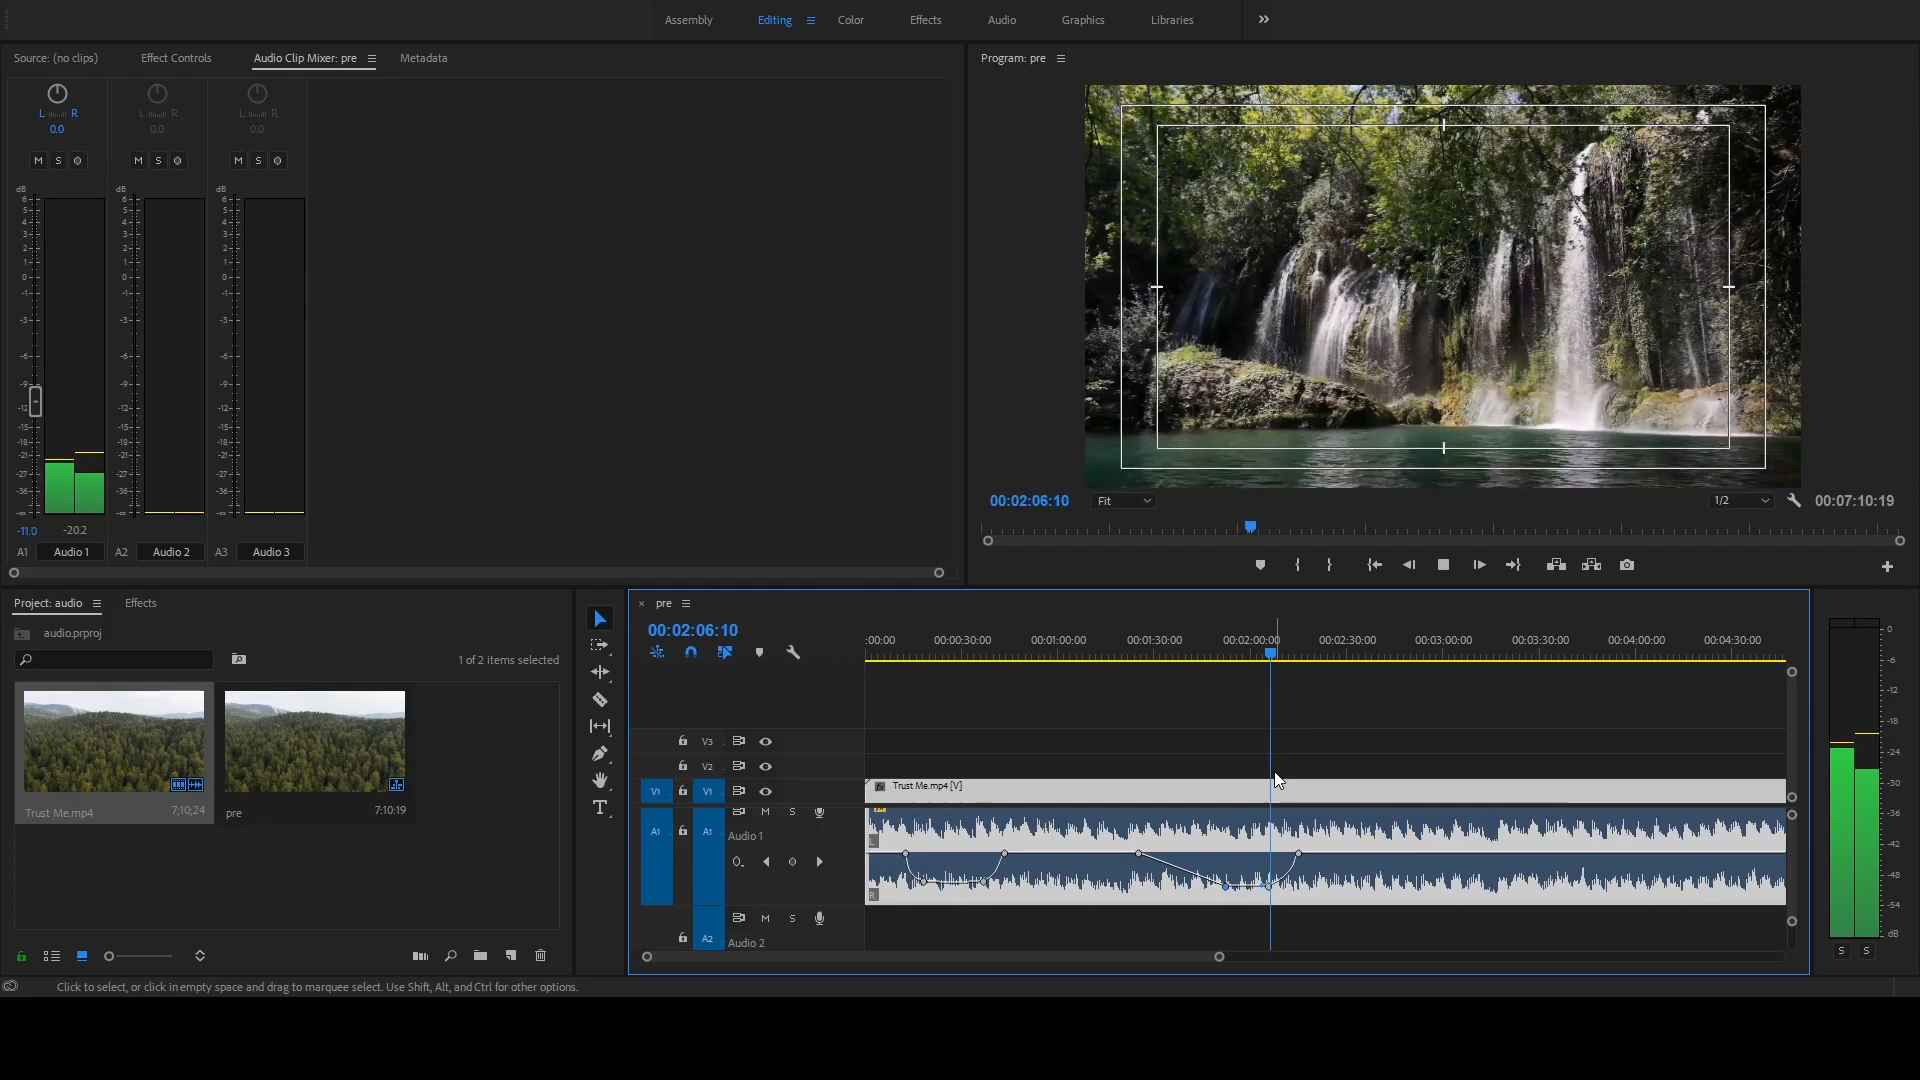 Assembly Editing Color Effects Audio Graphics Libraries
Source: (no clips) Effect Controls Audio Clip Mixer: pre Metadata
Program: pre
L R L R L R
0.0 0.0 0.0
M S M S M S
dB dB dB
6 6 6
5 5 5
4 4 4
3 3 3
2 2 2
1 1 1
0 0 0
-1 -1 -1
-3 -3 -3
-6 -6 -6
-9 -9 -9
-12 -12 -12
-15 -15 -15
-18 -18 -18
-21 -21 -21
-27 -27 -27
-36 -36 -36
-∞ -∞ -∞
-11.0 -20.2
A1 Audio 1 A2 Audio 2 A3 Audio 3
00:02:06:10 Fit 1/2 00:07:10:19
Project: audio Effects
audio.prproj
1 of 2 items selected
Trust Me.mp4 7;10;24
pre 7:10:19
pre
00:02:06:10
:00:00 00:00:30:00 00:01:00:00 00:01:30:00 00:02:00:00 00:02:30:00 00:03:00:00 00:03:30:00 00:04:00:00 00:04:30:00
V3
V2
V1 V1
fx Trust Me.mp4 [V]
A1 A1 M S
Audio 1
L
R
M S
A2 Audio 2
0
-6
-12
-18
-24
-30
-36
-42
-48
-54
dB
S S
Click to select, or click in empty space and drag to marquee select. Use Shift, Alt, and Ctrl for other options.